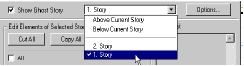 Show Ghost Story
1. Story
Options...
Above Current Story
Below Current Story
Edit Elements of Selected Stor
Cut All
Copy All
2. Story
1. Story
All